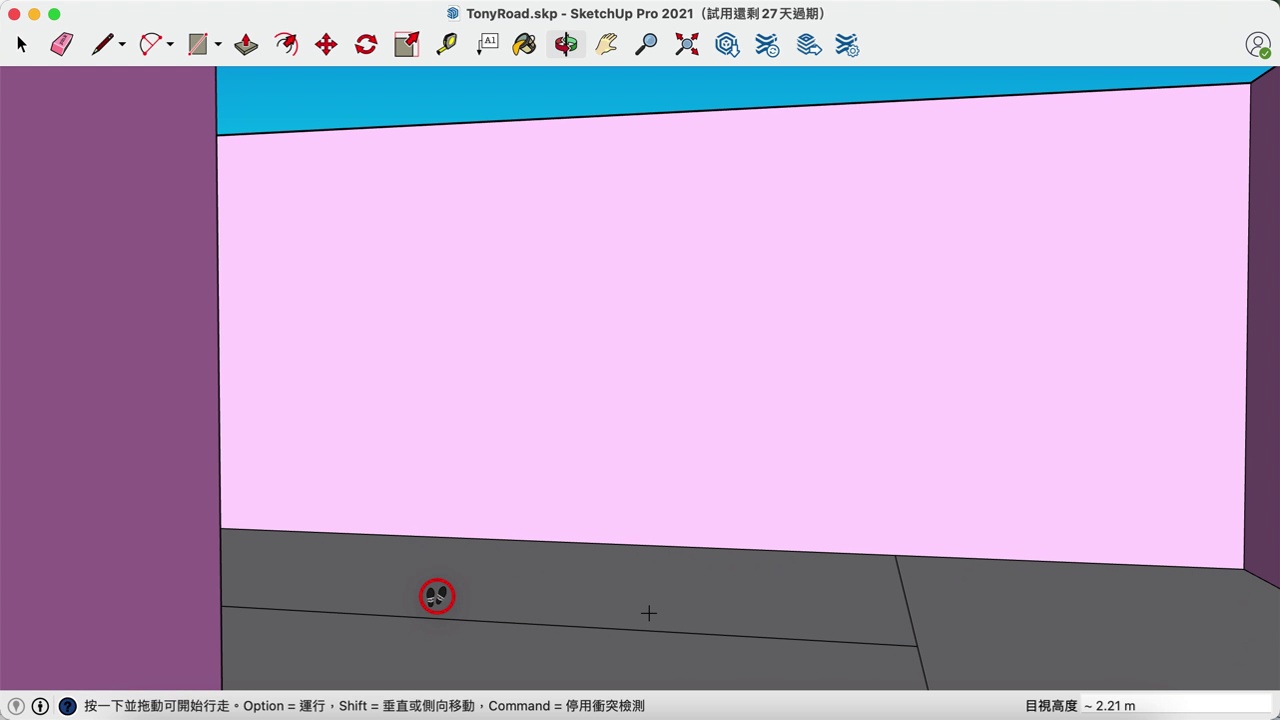 TonyRoad.skp - SketchUp Pro 2021（試用還剩 27 天過期）
A1
按一下並拖動可開始行走。Option = 運行，Shift = 垂直或側向移動，Command = 停用衝突檢測
目視高度 ~ 2.21 m